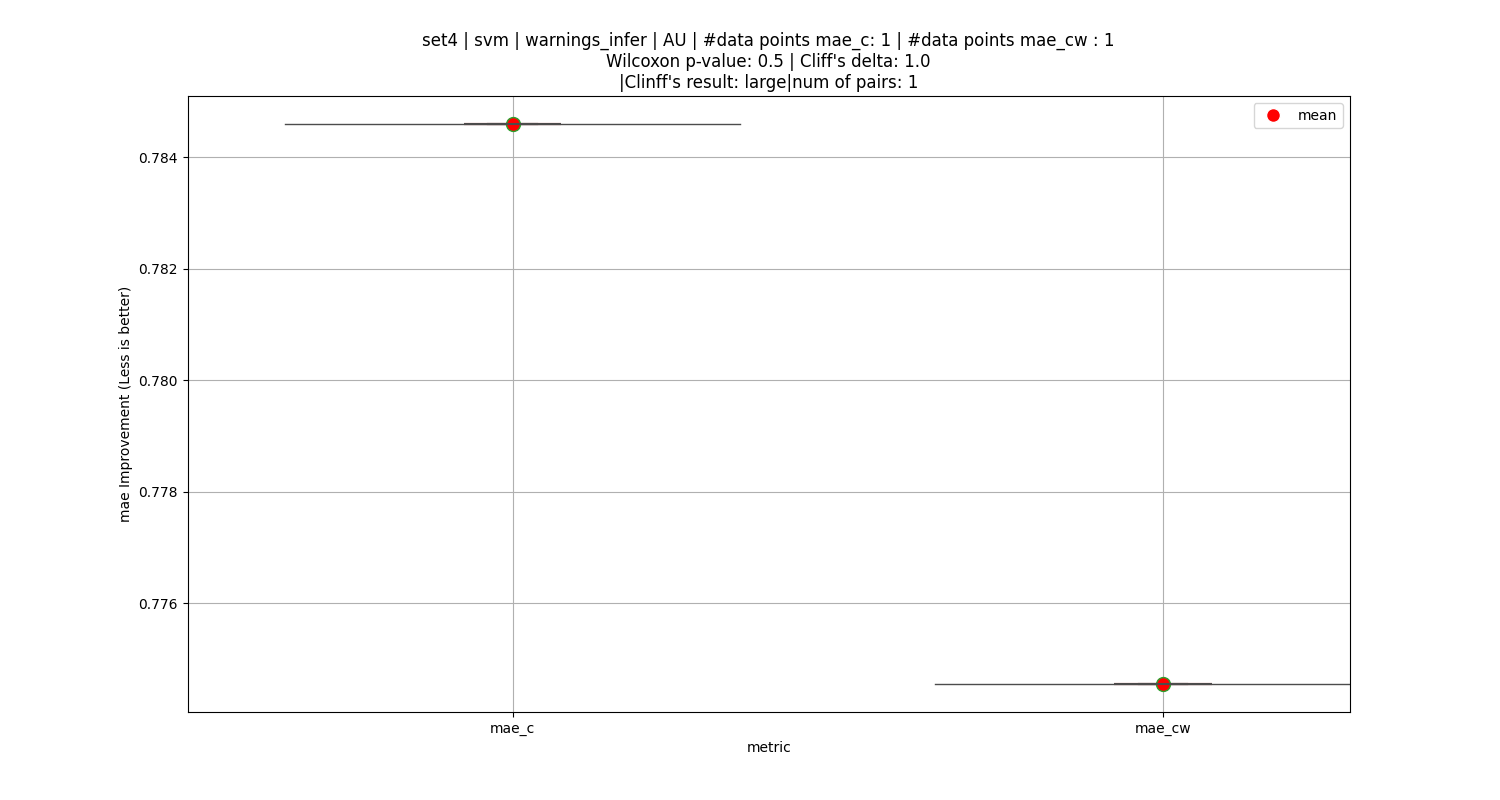 set4 | svm | warnings_infer | AU | #data points mae_c: 1 | #data points mae_cw : 1
Wilcoxon p-value: 0.5 | Cliff's delta: 1.0
|Clinff's result: large|num of pairs: 1
mean
0.784
0.782
0.780
0.778
0.776
mae Improvement (Less is better)
mae_c
mae_cw
metric